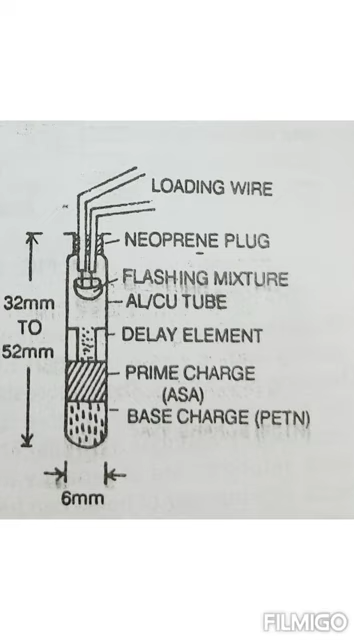 LOADING WIRE
NEOPRENE PLUG
FLASHING MIXTURE
32mm
TO
52mm
AL/CU TUBE
DELAY ELEMENT
PRIME CHARGE
(ASA)
BASE CHARGE (PETN)
6mm
FILMIGO